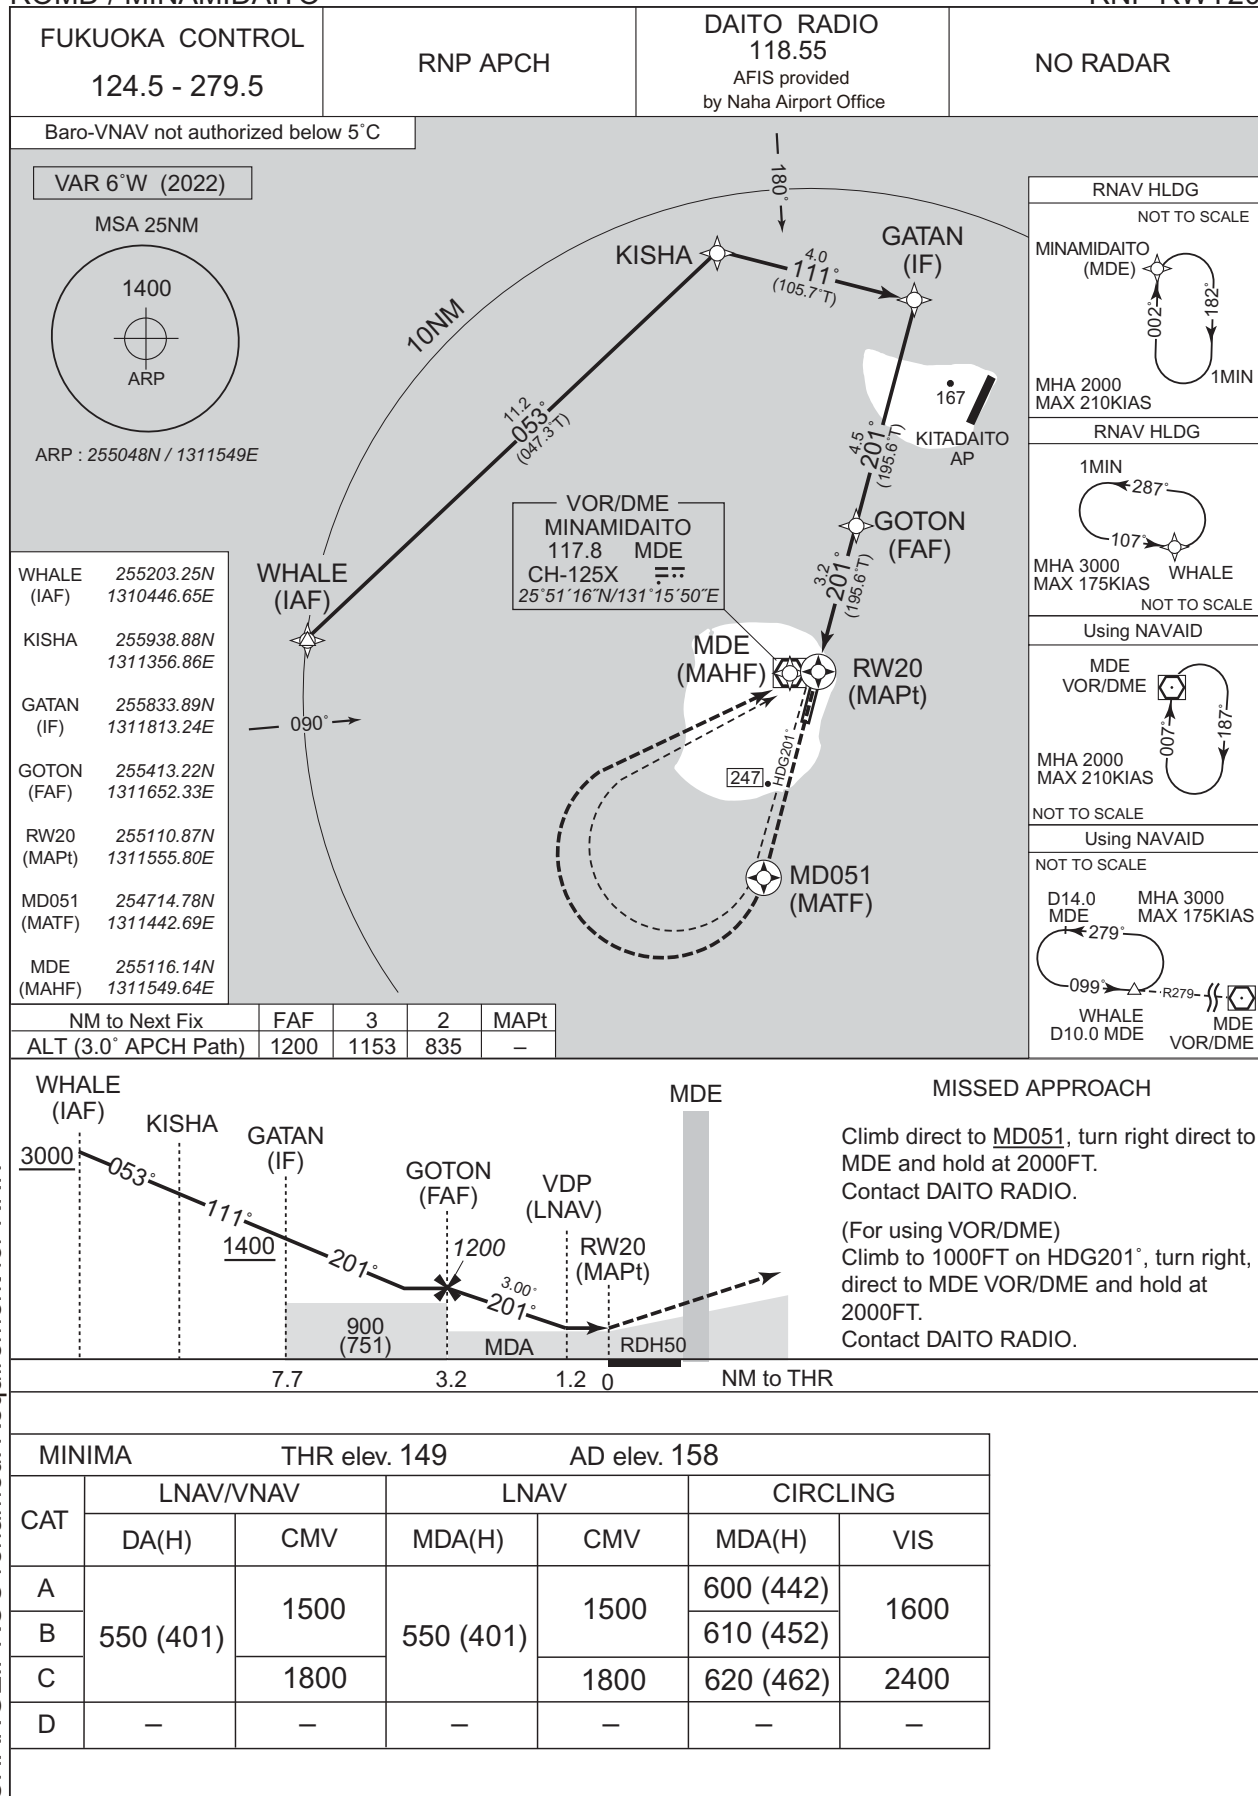 FUKUOKA CONTROL
124.5 - 279.5
RNP APCH
DAITO RADIO
118.55
AFIS provided
by Naha Airport Office
NO RADAR
Baro-VNAV not authorized below 5°C
VAR 6°W (2022)
MSA 25NM
1400
ARP
ARP : 255048N / 1311549E
10NM
180°
KISHA
4.0
111°
(105.7°T)
GATAN
(IF)
11.2
053°
(047.3°T)
167
KITADAITO
AP
4.5
201°
(195.6°T)
GOTON
(FAF)
3.2
201°
(195.6°T)
VOR/DME
MINAMIDAITO
117.8 MDE
CH-125X
25°51´16˝N/131°15´50˝E
WHALE
(IAF)
090°
MDE
(MAHF)
RW20
(MAPt)
HDG201°
247
MD051
(MATF)
WHALE 255203.25N
(IAF) 1310446.65E
KISHA 255938.88N
1311356.86E
GATAN 255833.89N
(IF) 1311813.24E
GOTON 255413.22N
(FAF) 1311652.33E
RW20 255110.87N
(MAPt) 1311555.80E
MD051 254714.78N
(MATF) 1311442.69E
MDE 255116.14N
(MAHF) 1311549.64E
RNAV HLDG
NOT TO SCALE
MINAMIDAITO
(MDE)
002°
182°
1MIN
MHA 2000
MAX 210KIAS
RNAV HLDG
1MIN
287°
107°
MHA 3000
MAX 175KIAS
WHALE
NOT TO SCALE
Using NAVAID
MDE
VOR/DME
007°
187°
MHA 2000
MAX 210KIAS
NOT TO SCALE
Using NAVAID
NOT TO SCALE
D14.0
MDE
MHA 3000
MAX 175KIAS
279°
099°
R279
WHALE
D10.0 MDE
MDE
VOR/DME
NM to Next Fix FAF 3 2 MAPt
ALT (3.0° APCH Path) 1200 1153 835 –
WHALE
(IAF)
KISHA
GATAN
(IF)
GOTON
(FAF)
VDP
(LNAV)
RW20
(MAPt)
MDE
3000
053°
111°
1400
201°
1200
3.00°
201°
900
(751)
MDA
RDH50
7.7 3.2 1.2 0 NM to THR
MISSED APPROACH
Climb direct to MD051, turn right direct to
MDE and hold at 2000FT.
Contact DAITO RADIO.
(For using VOR/DME)
Climb to 1000FT on HDG201°, turn right,
direct to MDE VOR/DME and hold at
2000FT.
Contact DAITO RADIO.
MINIMA THR elev. 149 AD elev. 158
CAT LNAV/VNAV LNAV CIRCLING
DA(H) CMV MDA(H) CMV MDA(H) VIS
A 550 (401) 1500 550 (401) 1500 600 (442) 1600
B 610 (452)
C 1800 1800 620 (462) 2400
D – – – – – –